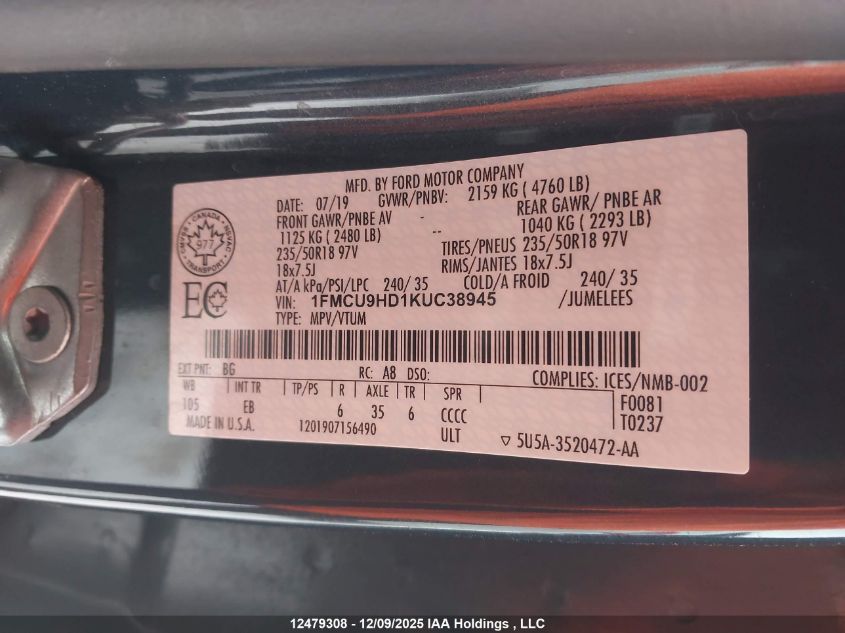 MFD. BY FORD MOTOR COMPANY
DATE: 07/19 GVWR/PNBV: 2159 KG ( 4760 LB)
FRONT GAWR/PNBE AV - REAR GAWR/ PNBE AR
1125 KG ( 2480 LB) -- 1040 KG ( 2293 LB)
235/50R18 97V TIRES/PNEUS 235/50R18 97V
18x7.5J RIMS/JANTES 18x7.5J
AT/A kPa/PSI/LPC 240/ 35 COLD/A FROID 240/ 35
VIN: 1FMCU9HD1KUC38945 /JUMELEES
TYPE: MPV/VTUM
CANADA
CMVSS NSVAC
977
TRANSPORT
EC
EXT PNT: BG RC: A8 DSO: COMPLIES: ICES/NMB-002
WB INT TR TP/PS R AXLE TR SPR F0081
105 EB 6 35 6 CCCC T0237
MADE IN U.S.A. 1201907156490 ULT ▽ 5U5A-3520472-AA
12479308 - 12/09/2025 IAA Holdings , LLC